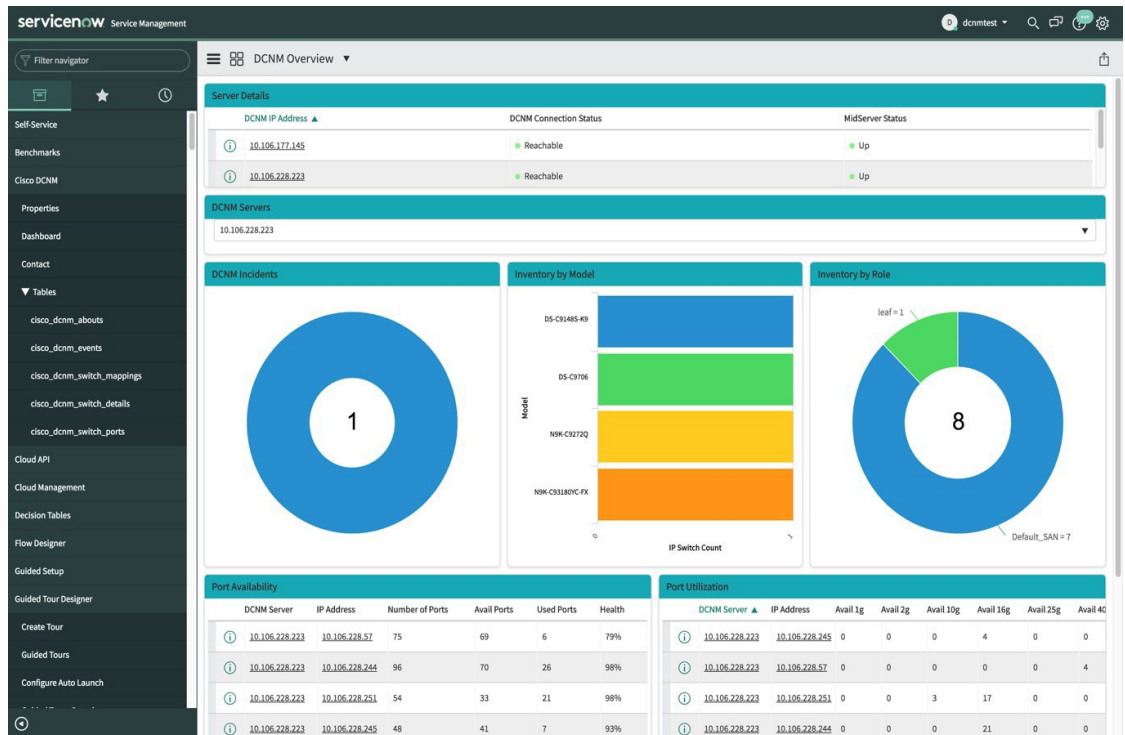 servicenow Service Management
D dcnmtest
Filter navigator
DCNM Overview
Self-Service
Benchmarks
Cisco DCNM
Properties
Dashboard
Contact
Tables
cisco_dcnm_abouts
cisco_dcnm_events
cisco_dcnm_switch_mappings
cisco_dcnm_switch_details
cisco_dcnm_switch_ports
Cloud API
Cloud Management
Decision Tables
Flow Designer
Guided Setup
Guided Tour Designer
Create Tour
Guided Tours
Configure Auto Launch
Server Details
DCNM IP Address DCNM Connection Status MidServer Status
10.106.177.145 Reachable Up
10.106.228.223 Reachable Up
DCNM Servers
10.106.228.223
DCNM Incidents
1
Inventory by Model
DS-C9148S-K9
DS-C9706
N9K-C9272Q
N9K-C93180YC-FX
Model
0 1
IP Switch Count
Inventory by Role
leaf = 1
8
Default_SAN = 7
Port Availability
DCNM Server IP Address Number of Ports Avail Ports Used Ports Health
10.106.228.223 10.106.228.57 75 69 6 79%
10.106.228.223 10.106.228.244 96 70 26 98%
10.106.228.223 10.106.228.251 54 33 21 98%
10.106.228.223 10.106.228.245 48 41 7 93%
Port Utilization
DCNM Server IP Address Avail 1g Avail 2g Avail 10g Avail 16g Avail 25g Avail 40
10.106.228.223 10.106.228.245 0 0 0 4 0 0
10.106.228.223 10.106.228.57 0 0 0 0 0 4
10.106.228.223 10.106.228.251 0 0 3 17 0 0
10.106.228.223 10.106.228.244 0 0 0 21 0 0